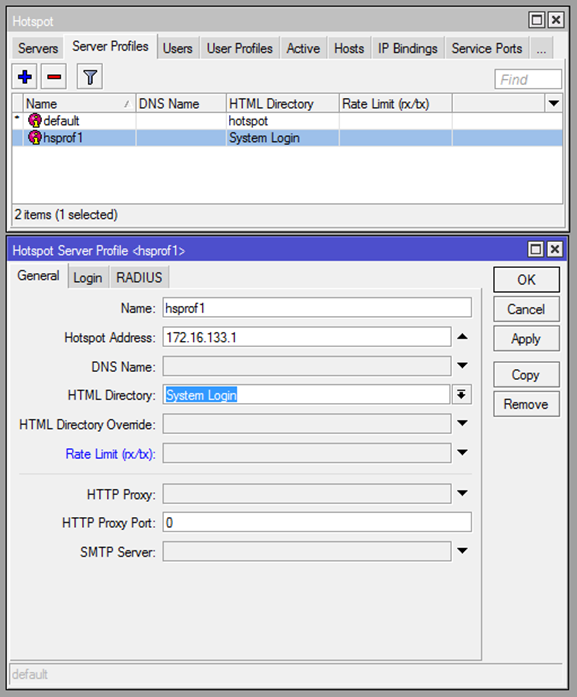 Hotspot
Servers Server Profiles Users User Profiles Active Hosts IP Bindings Service Ports ...
Find
Name DNS Name HTML Directory Rate Limit (rx/tx)
* default hotspot
hsprof1 System Login
2 items (1 selected)
Hotspot Server Profile <hsprof1>
General Login RADIUS
OK
Name: hsprof1
Cancel
Hotspot Address: 172.16.133.1
Apply
DNS Name:
Copy
HTML Directory: System Login
Remove
HTML Directory Override:
Rate Limit (rx/tx):
HTTP Proxy:
HTTP Proxy Port: 0
SMTP Server:
default